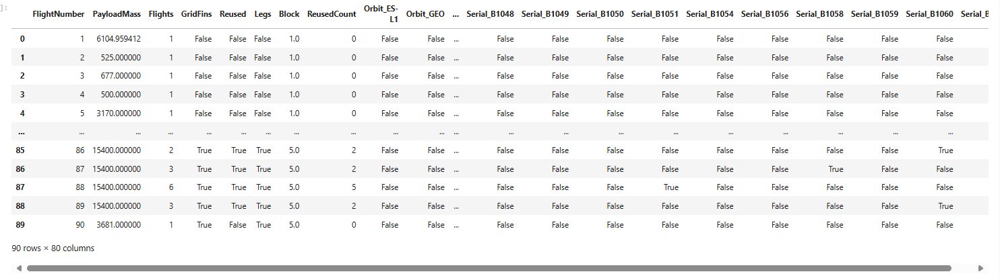 ]:
FlightNumber PayloadMass Flights GridFins Reused Legs Block ReusedCount Orbit_ES-L1 Orbit_GEO ... Serial_B1048 Serial_B1049 Serial_B1050 Serial_B1051 Serial_B1054 Serial_B1056 Serial_B1058 Serial_B1059 Serial_B1060 Serial_B
0 1 6104.959412 1 False False False 1.0 0 False False ... False False False False False False False False False
1 2 525.000000 1 False False False 1.0 0 False False ... False False False False False False False False False
2 3 677.000000 1 False False False 1.0 0 False False ... False False False False False False False False False
3 4 500.000000 1 False False False 1.0 0 False False ... False False False False False False False False False
4 5 3170.000000 1 False False False 1.0 0 False False ... False False False False False False False False False
... ... ... ... ... ... ... ... ... ... ... ... ... ... ... ... ... ... ... ... ...
85 86 15400.000000 2 True True True 5.0 2 False False ... False False False False False False False False True
86 87 15400.000000 3 True True True 5.0 2 False False ... False False False False False False True False False
87 88 15400.000000 6 True True True 5.0 5 False False ... False False False True False False False False False
88 89 15400.000000 3 True True True 5.0 2 False False ... False False False False False False False False True
89 90 3681.000000 1 True False True 5.0 0 False False ... False False False False False False False False False
90 rows × 80 columns